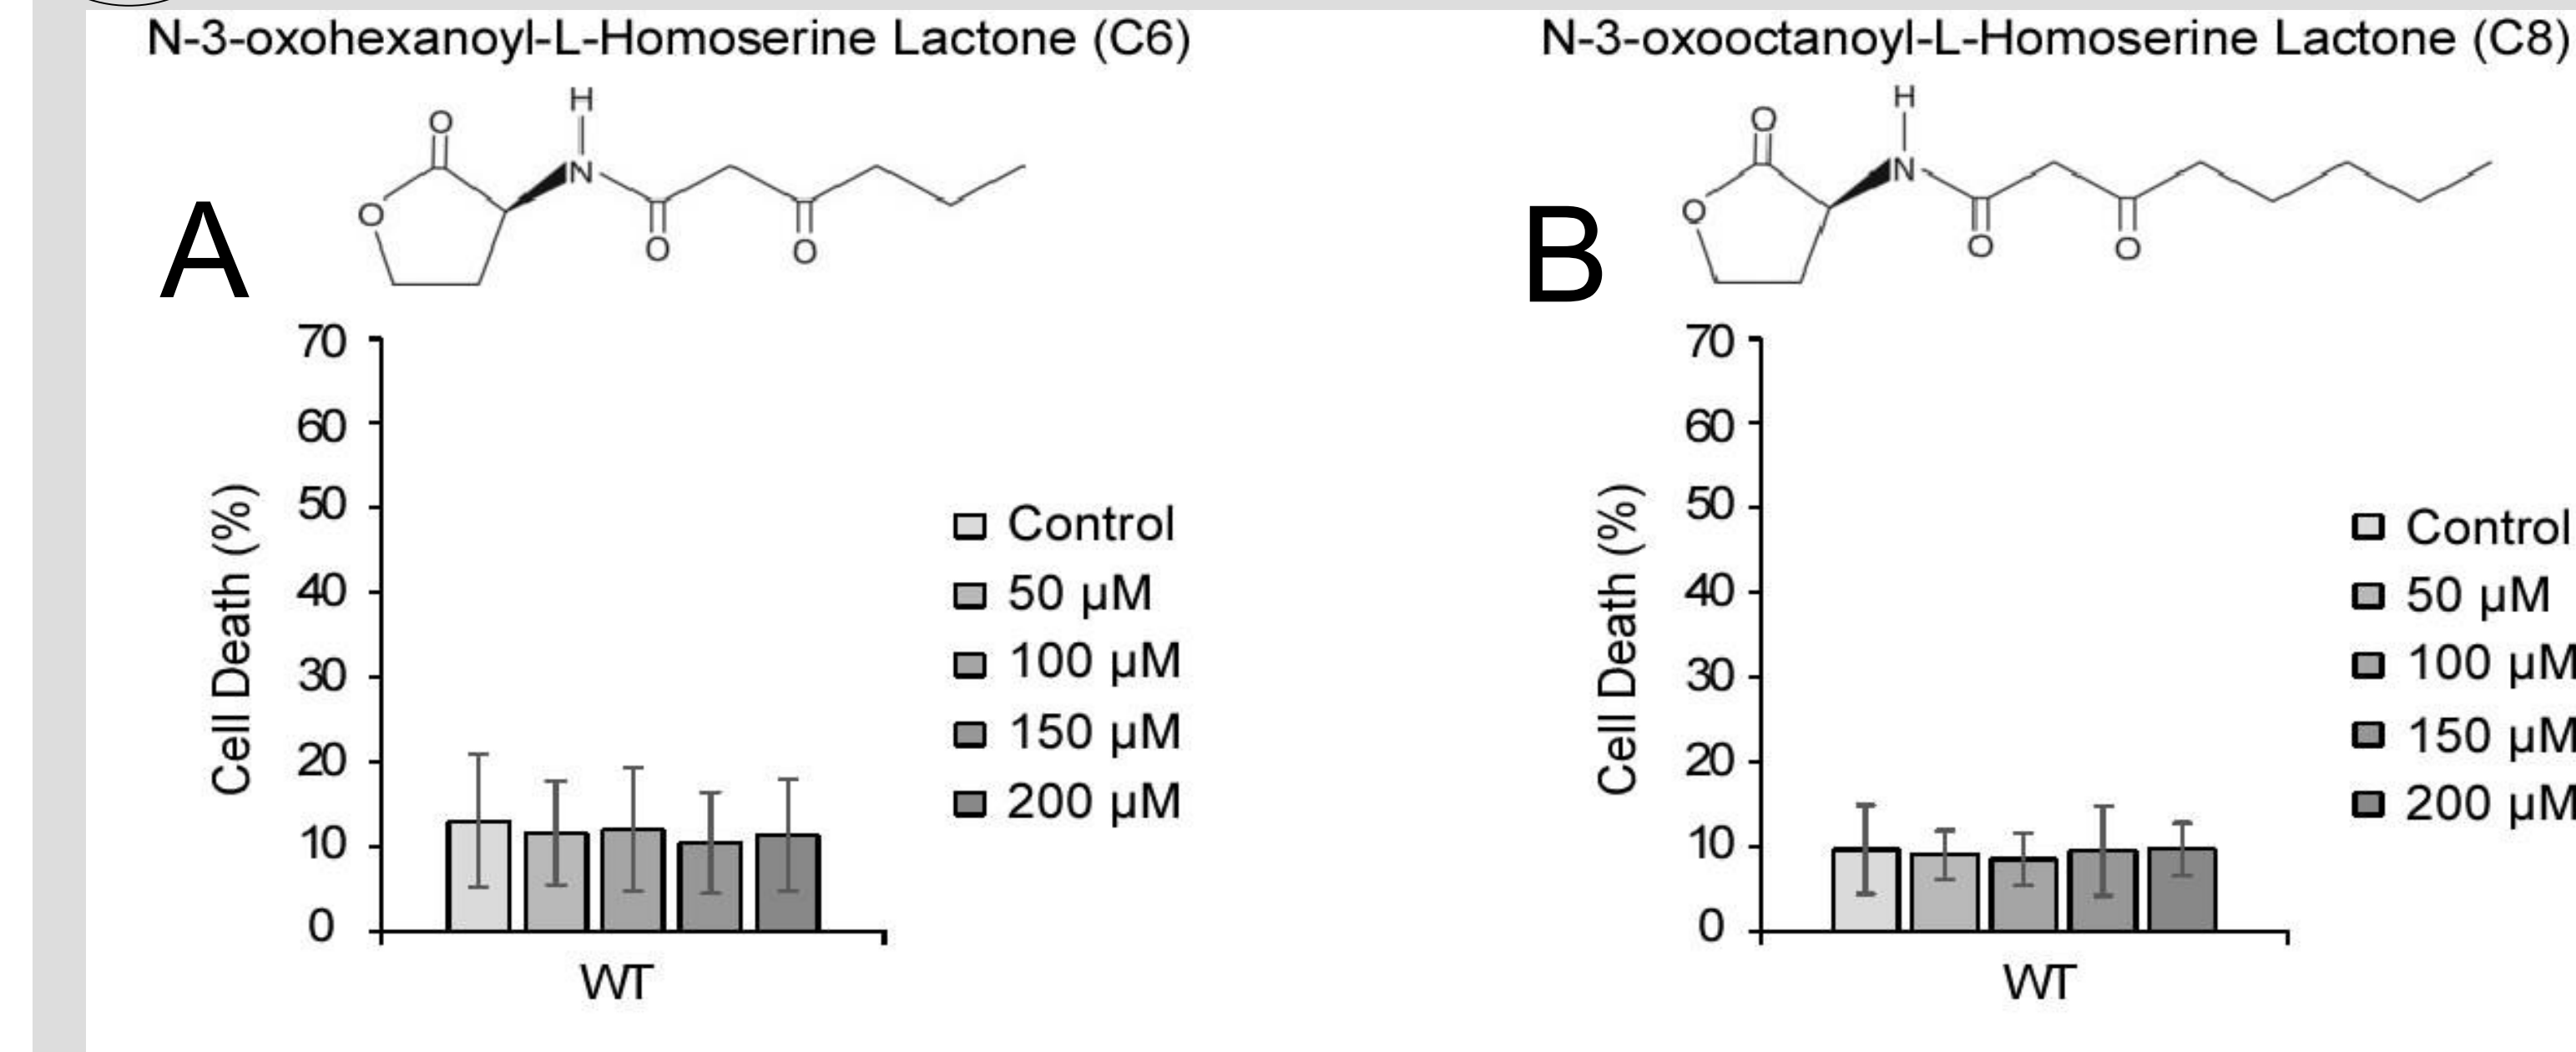 N-3-oxohexanoyl-L-Homoserine Lactone (C6)
H
O
N
O
O
O
A
70
60
50
40
30
20
10
0
Cell Death (%)
WT
Control
50 µM
100 µM
150 µM
200 µM
N-3-oxooctanoyl-L-Homoserine Lactone (C8)
H
O
N
O
O
O
B
70
60
50
40
30
20
10
0
Cell Death (%)
WT
Control
50 µM
100 µM
150 µM
200 µM